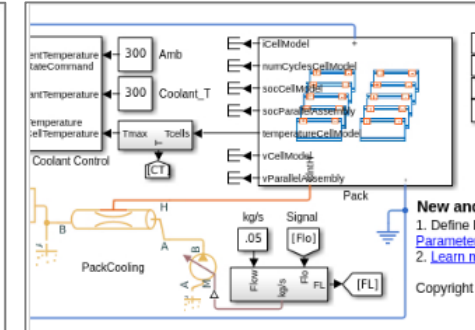 entTemperature
ateCommand
300
Amb
antTemperature
300
Coolant_T
Temperature
CellTemperature
Tmax
Tcells
T
[CT]
Coolant Control
iCellModel
numCyclesCellModel
socCellModel
socParallelAssembly
temperatureCellModel
vCellModel
vParallelAssembly
+
-
Pack
H
B
A
PackCooling
B
A
M
kg/s
.05
Signal
[Flo]
Flow
kg/s
Flo
FL
[FL]
New and
1. Define
Parameter
2. Learn m
Copyright